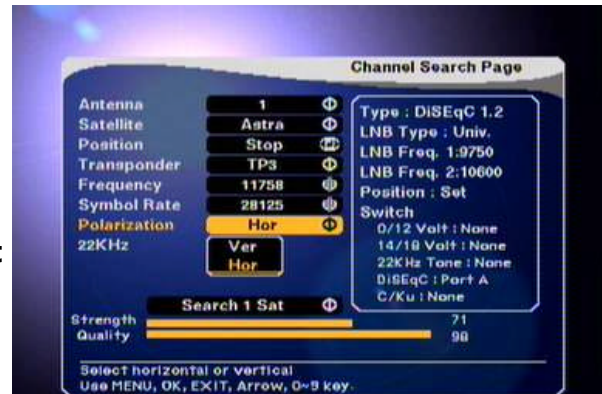 Channel Search Page
Antenna 1
Satellite Astra
Position Stop
Transponder TP3
Frequency 11758
Symbol Rate 28125
Polarization Hor
22KHz
Ver
Hor
Search 1 Sat
Strength 71
Quality 98
Type : DiSEqC 1.2
LNB Type : Univ.
LNB Freq. 1:9750
LNB Freq. 2:10600
Position : Set
Switch
0/12 Volt : None
14/18 Volt : None
22KHz Tone : None
DiSEqC : Port A
C/Ku : None
Select horizontal or vertical
Use MENU, OK, EXIT, Arrow, 0~9 key.